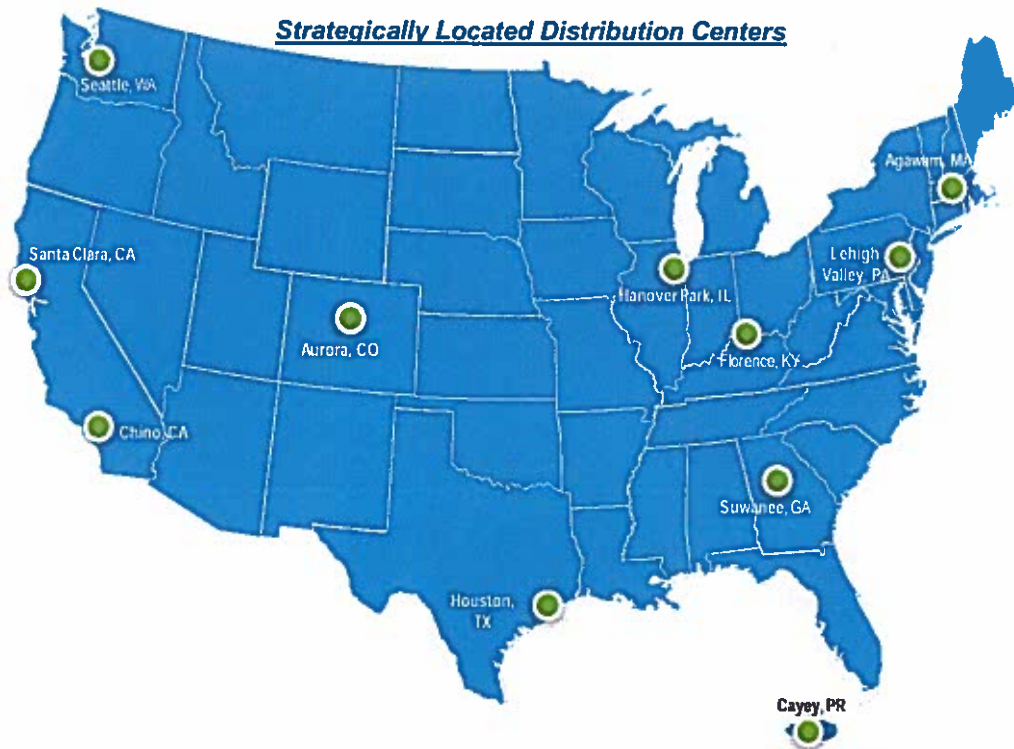 Strategically Located Distribution Centers
Seattle, WA
Agawam, MA
Santa Clara, CA
Lehigh
Valley, PA
Hanover Park, IL
Aurora, CO
Florence, KY
Chino, CA
Suwanee, GA
Houston,
TX
Cayey, PR